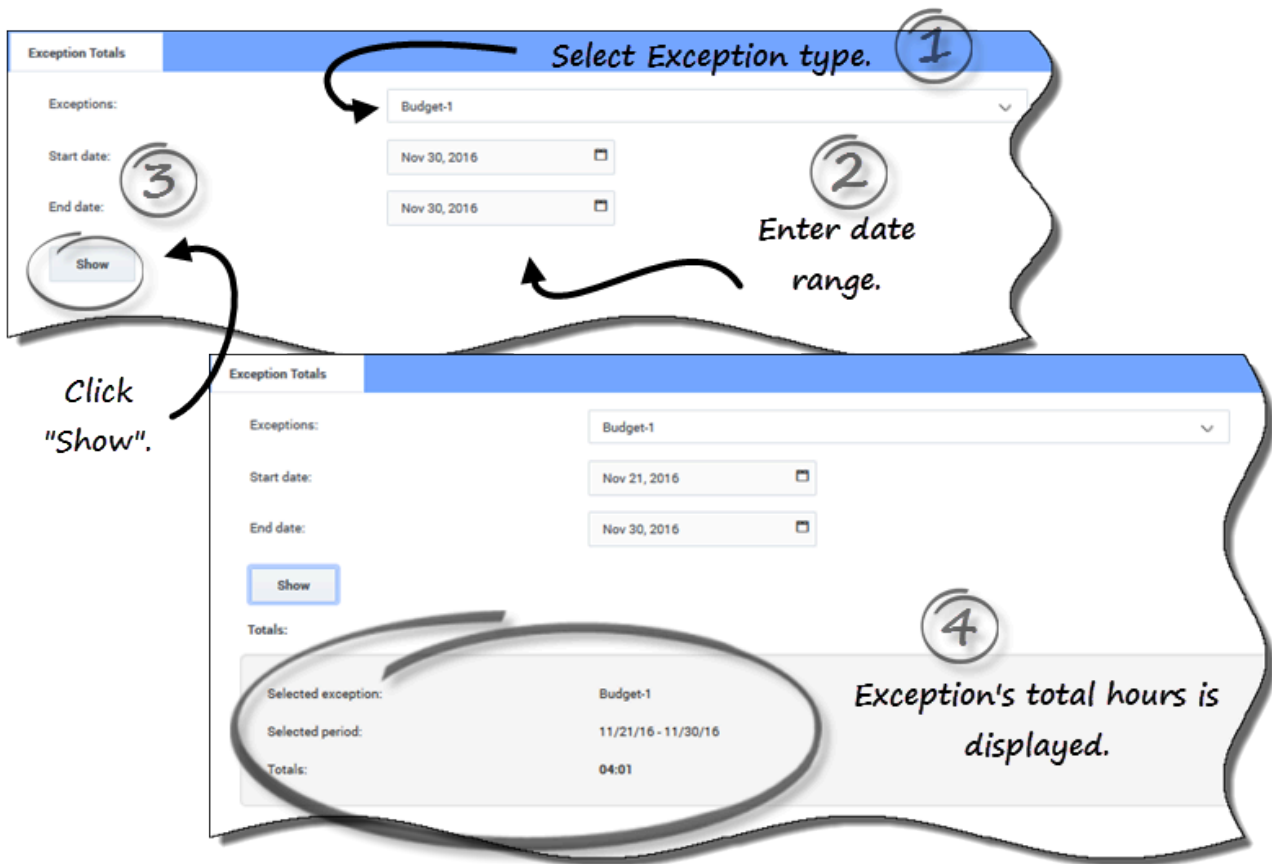 Exception Totals
Select Exception type.
1
Exceptions:
Budget-1
Start date:
Nov 30, 2016
3
2
End date:
Nov 30, 2016
Enter date
range.
Show
Click
"Show".
Exception Totals
Exceptions:
Budget-1
Start date:
Nov 21, 2016
End date:
Nov 30, 2016
Show
Totals:
4
Selected exception:
Budget-1
Selected period:
11/21/16 - 11/30/16
Totals:
04:01
Exception's total hours is
displayed.